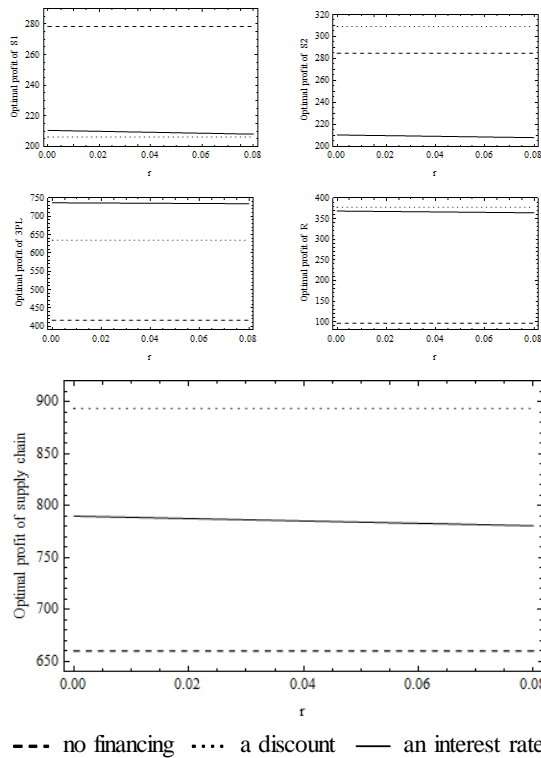 Optimal profit of S1
280
260
240
220
200
0.00 0.02 0.04 0.06 0.08
r
Optimal profit of S2
320
300
280
260
240
220
200
0.00 0.02 0.04 0.06 0.08
r
Optimal profit of 3PL
750
700
650
600
550
500
450
400
0.00 0.02 0.04 0.06 0.08
r
Optimal profit of R
400
350
300
250
200
150
100
0.00 0.02 0.04 0.06 0.08
r
Optimal profit of supply chain
900
850
800
750
700
650
0.00 0.02 0.04 0.06 0.08
r
no financing a discount an interest rate